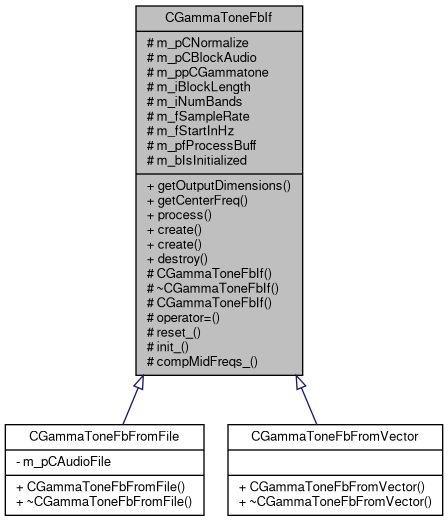 CGammaToneFbIf
# m_pCNormalize
# m_pCBlockAudio
# m_ppCGammatone
# m_iBlockLength
# m_iNumBands
# m_fSampleRate
# m_fStartInHz
# m_pfProcessBuff
# m_bIsInitialized
+ getOutputDimensions()
+ getCenterFreq()
+ process()
+ create()
+ create()
+ destroy()
# CGammaToneFbIf()
# ~CGammaToneFbIf()
# CGammaToneFbIf()
# operator=()
# reset_()
# init_()
# compMidFreqs_()
CGammaToneFbFromFile
- m_pCAudioFile
+ CGammaToneFbFromFile()
+ ~CGammaToneFbFromFile()
CGammaToneFbFromVector
+ CGammaToneFbFromVector()
+ ~CGammaToneFbFromVector()